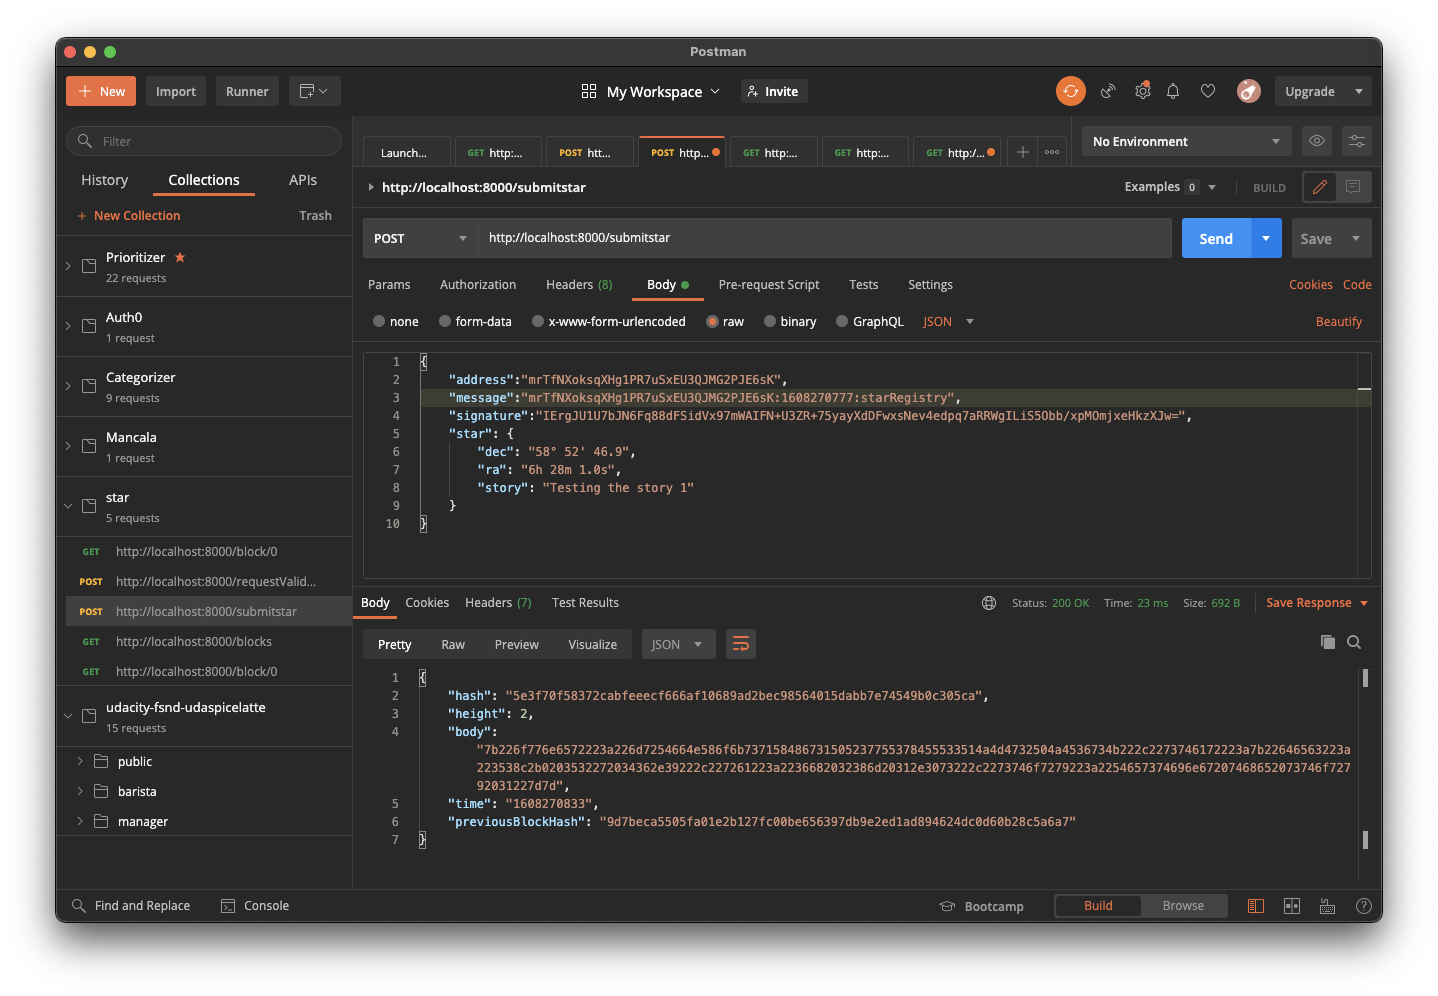 Postman
New
Import
Runner
My Workspace
Invite
Upgrade
Filter
Launch...
GET http:...
POST htt...
POST http...
GET http:...
GET http:...
GET http:/...
No Environment
History
Collections
APIs
http://localhost:8000/submitstar
Examples 0
BUILD
+ New Collection
Trash
POST
http://localhost:8000/submitstar
Send
Save
Prioritizer
22 requests
Params
Authorization
Headers (8)
Body
Pre-request Script
Tests
Settings
Cookies
Code
Auth0
1 request
none
form-data
x-www-form-urlencoded
raw
binary
GraphQL
JSON
Beautify
Categorizer
9 requests
Mancala
1 request
star
5 requests
GET http://localhost:8000/block/0
POST http://localhost:8000/requestValid...
POST http://localhost:8000/submitstar
GET http://localhost:8000/blocks
GET http://localhost:8000/block/0
udacity-fsnd-udaspicelatte
15 requests
public
barista
manager
1 {
2 "address":"mrTfNXoksqXHg1PR7uSxEU3QJMG2PJE6sK",
3 "message":"mrTfNXoksqXHg1PR7uSxEU3QJMG2PJE6sK:1608270777:starRegistry",
4 "signature":"IErgJU1U7bJN6Fq88dFSidVx97mWAIFN+U3ZR+75yayXdDFwxsNev4edpq7aRRWgILiS5Obb/xpMOmjxeHkzXJw=",
5 "star": {
6 "dec": "58° 52' 46.9",
7 "ra": "6h 28m 1.0s",
8 "story": "Testing the story 1"
9 }
10 }
Body
Cookies
Headers (7)
Test Results
Status: 200 OK
Time: 23 ms
Size: 692 B
Save Response
Pretty
Raw
Preview
Visualize
JSON
1 {
2 "hash": "5e3f70f58372cabfeeecf666af10689ad2bec98564015dabb7e74549b0c305ca",
3 "height": 2,
4 "body":
"7b226f776e6572223a226d7254664e586f6b737158486731505237755378455533514a4d4732504a4536734b222c2273746172223a7b22646563223a
223538c2b0203532272034362e39222c227261223a2236682032386d20312e3073222c2273746f7279223a2254657374696e67207468652073746f72
792031227d7d",
5 "time": "1608270833",
6 "previousBlockHash": "9d7beca5505fa01e2b127fc00be656397db9e2ed1ad894624dc0d60b28c5a6a7"
7 }
Find and Replace
Console
Bootcamp
Build
Browse